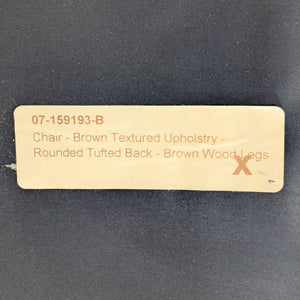 07-159193-B
Chair - Brown Textured Upholstry -
Rounded Tufted Back - Brown Wood Legs
X